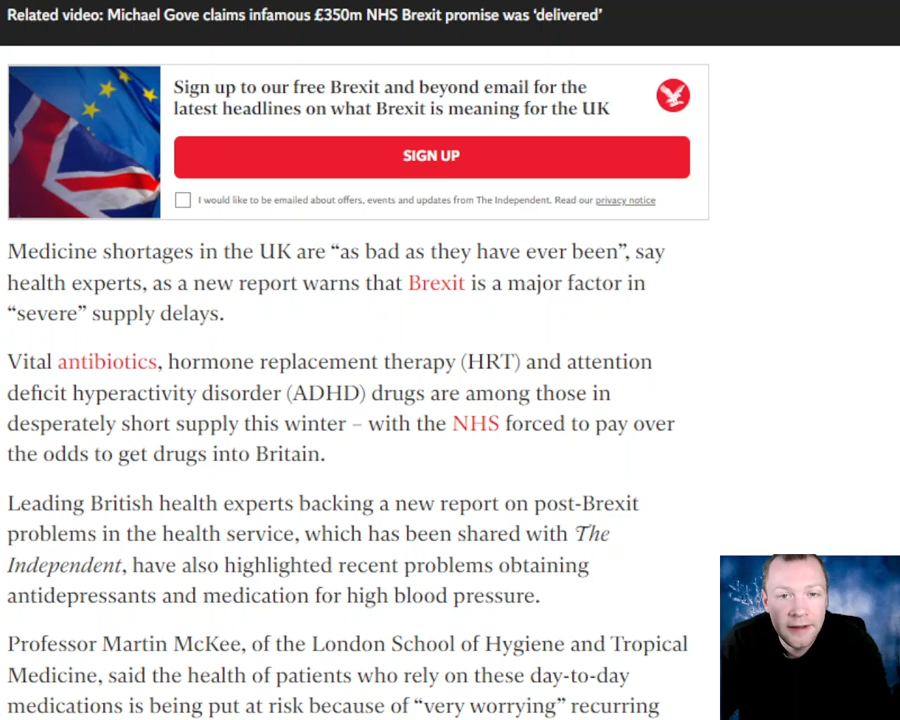 Related video: Michael Gove claims infamous £350m NHS Brexit promise was ‘delivered’
Sign up to our free Brexit and beyond email for the
latest headlines on what Brexit is meaning for the UK
SIGN UP
I would like to be emailed about offers, events and updates from The Independent. Read our privacy notice
Medicine shortages in the UK are “as bad as they have ever been”, say
health experts, as a new report warns that Brexit is a major factor in
“severe” supply delays.
Vital antibiotics, hormone replacement therapy (HRT) and attention
deficit hyperactivity disorder (ADHD) drugs are among those in
desperately short supply this winter – with the NHS forced to pay over
the odds to get drugs into Britain.
Leading British health experts backing a new report on post-Brexit
problems in the health service, which has been shared with The
Independent, have also highlighted recent problems obtaining
antidepressants and medication for high blood pressure.
Professor Martin McKee, of the London School of Hygiene and Tropical
Medicine, said the health of patients who rely on these day-to-day
medications is being put at risk because of “very worrying” recurring